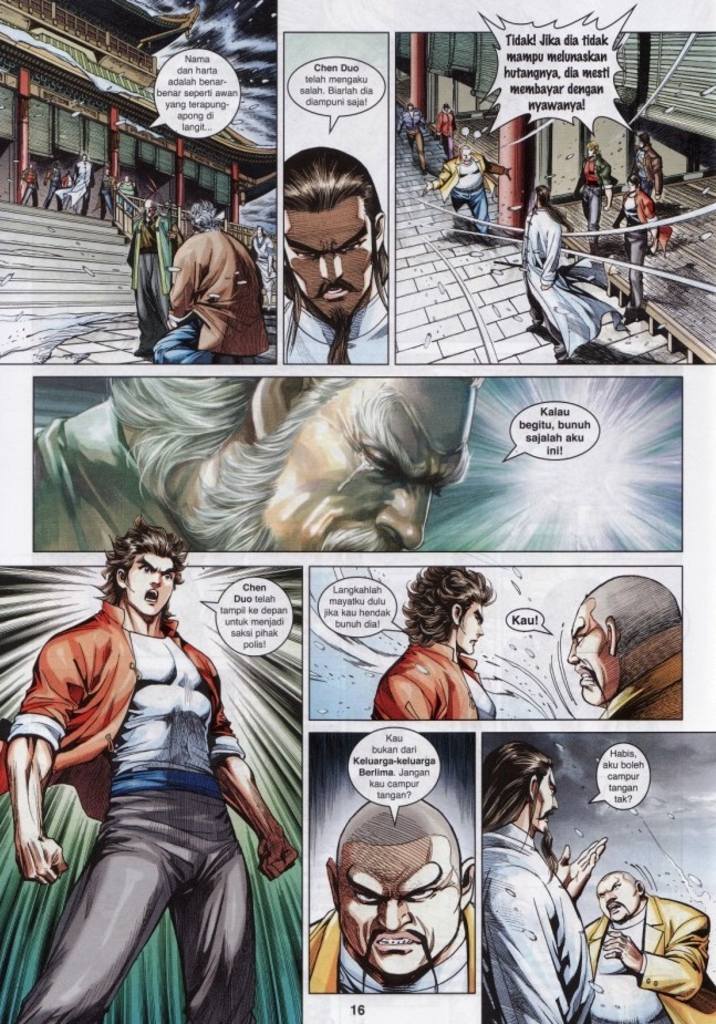 Nama
dan harta
adalah benar-
benar seperti awan
yang terapung-
apong di
langit...
Chen Duo
telah mengaku
salah. Biarlah dia
diampuni saja!
Tidak! Jika dia tidak
mampu melunaskan
hutangnya, dia mesti
membayar dengan
nyawanya!
Kalau
begitu, bunuh
sajalah aku
ini!
Chen
Duo telah
tampil ke depan
untuk menjadi
saksi pihak
polis!
Langkahlah
mayatku dulu
jika kau hendak
bunuh dia!
Kau!
Kau
bukan dari
Keluarga-keluarga
Berlima. Jangan
kau campur
tangan?
Habis,
aku boleh
campur
tangan
tak?
16